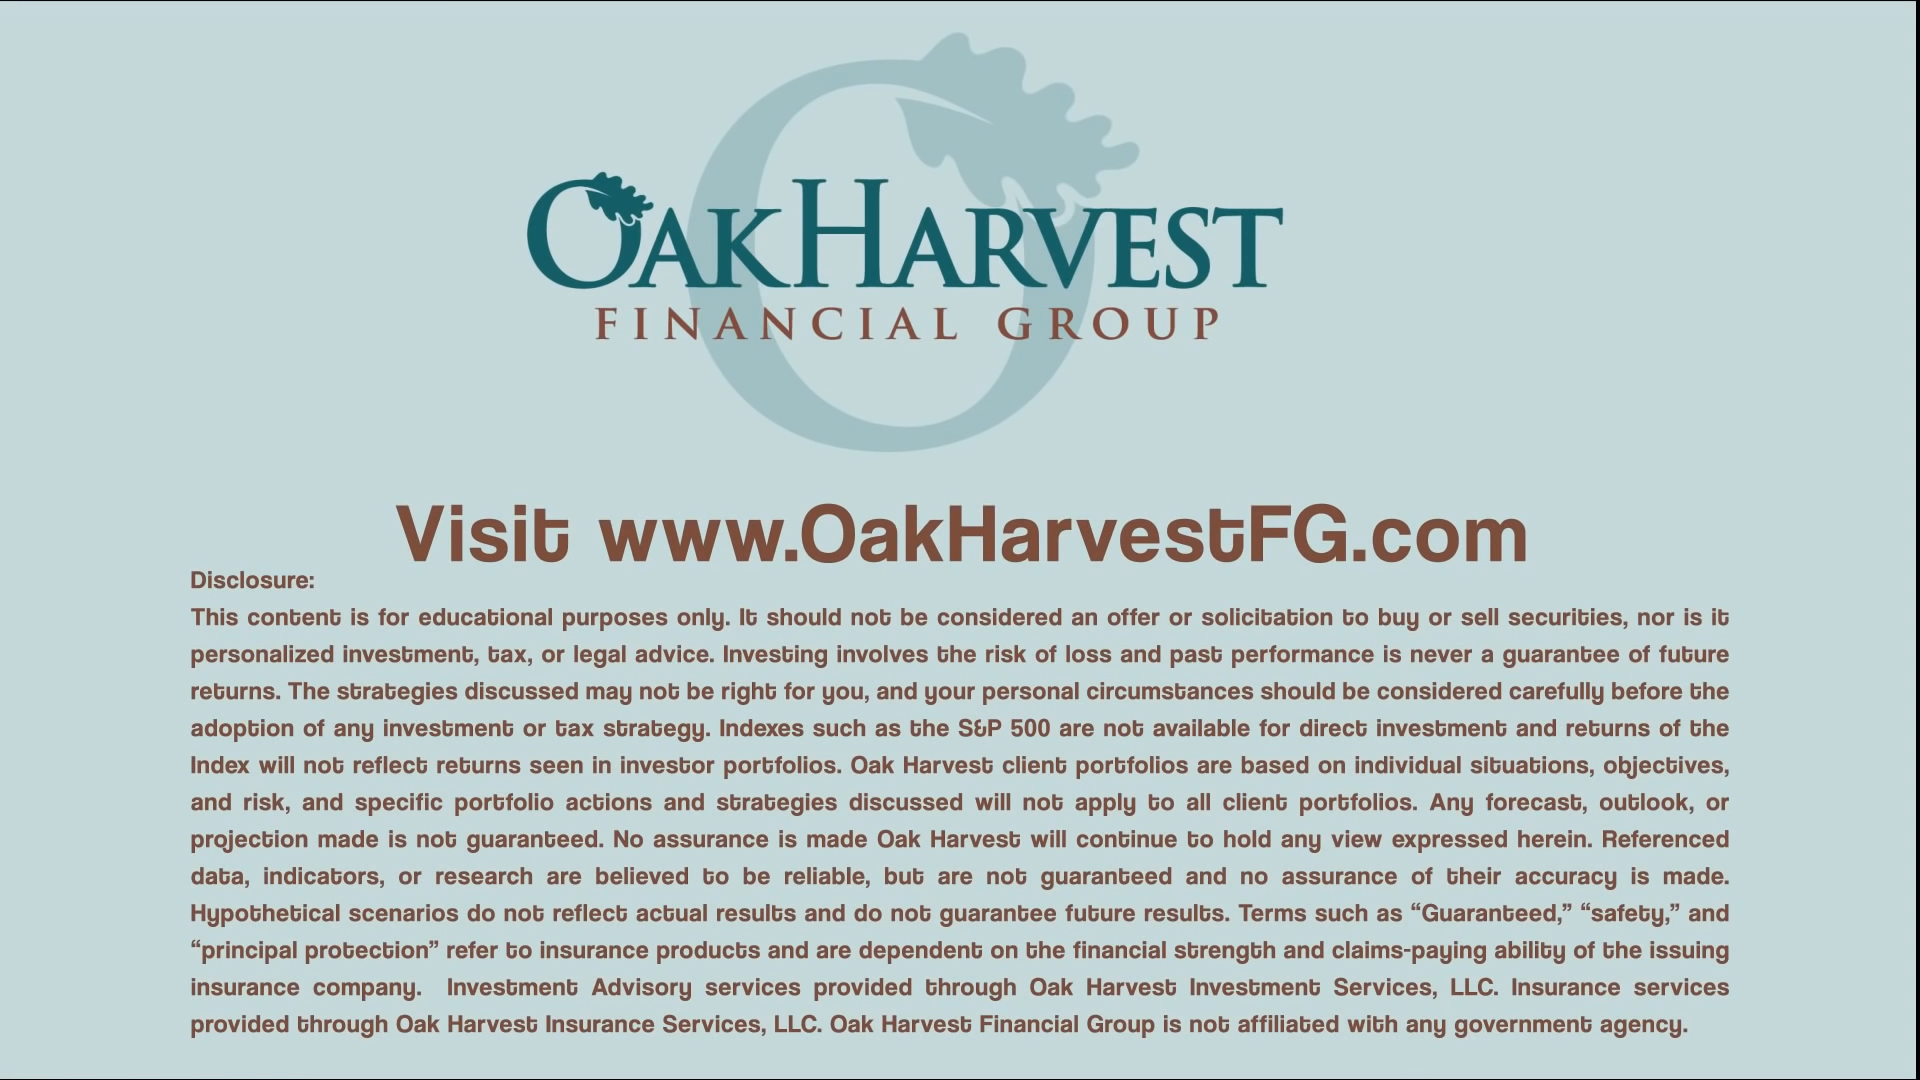 OAKHARVEST
FINANCIAL GROUP
Visit www.OakHarvestFG.com
Disclosure:
This content is for educational purposes only. It should not be considered an offer or solicitation to buy or sell securities, nor is it
personalized investment, tax, or legal advice. Investing involves the risk of loss and past performance is never a guarantee of future
returns. The strategies discussed may not be right for you, and your personal circumstances should be considered carefully before the
adoption of any investment or tax strategy. Indexes such as the S&P 500 are not available for direct investment and returns of the
Index will not reflect returns seen in investor portfolios. Oak Harvest client portfolios are based on individual situations, objectives,
and risk, and specific portfolio actions and strategies discussed will not apply to all client portfolios. Any forecast, outlook, or
projection made is not guaranteed. No assurance is made Oak Harvest will continue to hold any view expressed herein. Referenced
data, indicators, or research are believed to be reliable, but are not guaranteed and no assurance of their accuracy is made.
Hypothetical scenarios do not reflect actual results and do not guarantee future results. Terms such as “Guaranteed,” “safety,” and
“principal protection” refer to insurance products and are dependent on the financial strength and claims-paying ability of the issuing
insurance company.  Investment Advisory services provided through Oak Harvest Investment Services, LLC. Insurance services
provided through Oak Harvest Insurance Services, LLC. Oak Harvest Financial Group is not affiliated with any government agency.